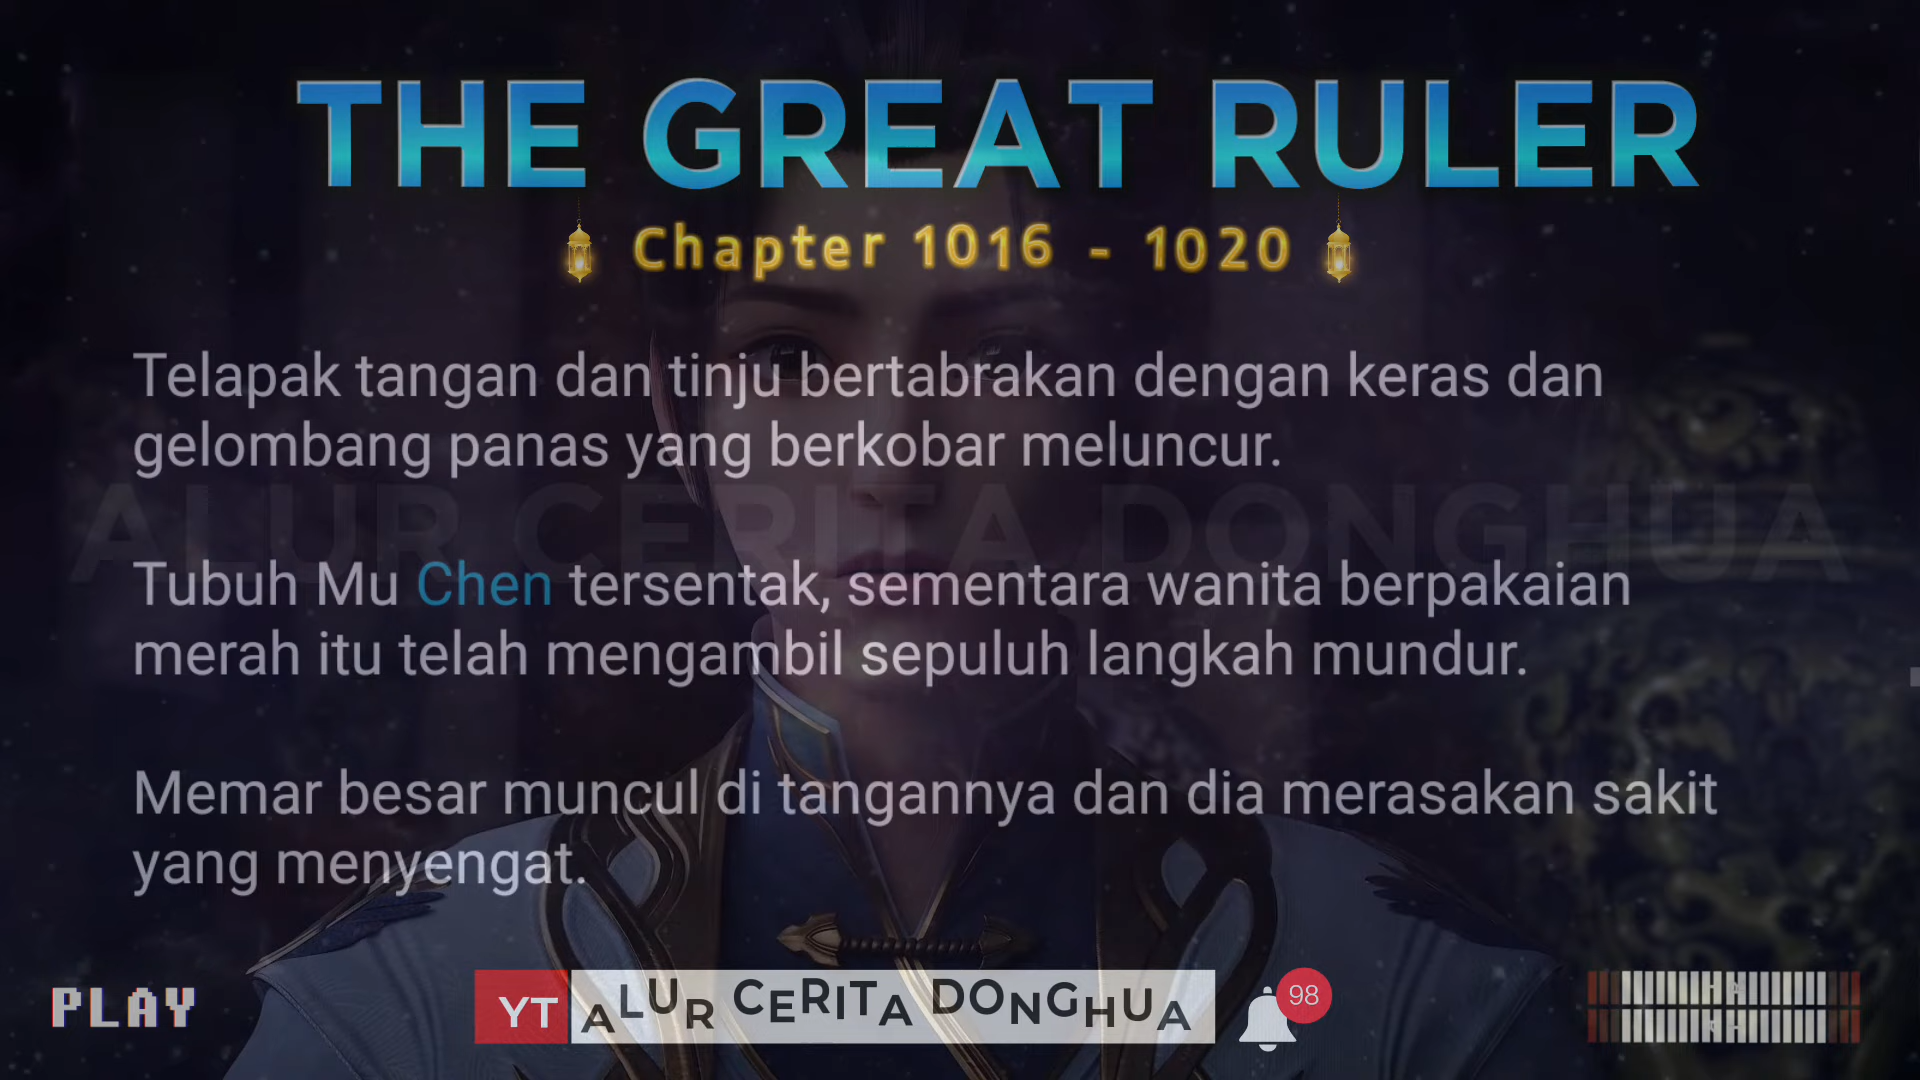 THE GREAT RULER
Chapter 1016 - 1020
Telapak tangan dan tinju bertabrakan dengan keras dan
gelombang panas yang berkobar meluncur.
ALUR CERITA DONGHUA
Tubuh Mu Chen tersentak, sementara wanita berpakaian
merah itu telah mengambil sepuluh langkah mundur.
Memar besar muncul di tangannya dan dia merasakan sakit
yang menyengat.
PLAY
YT ALUR CERITA DONGHUA
98